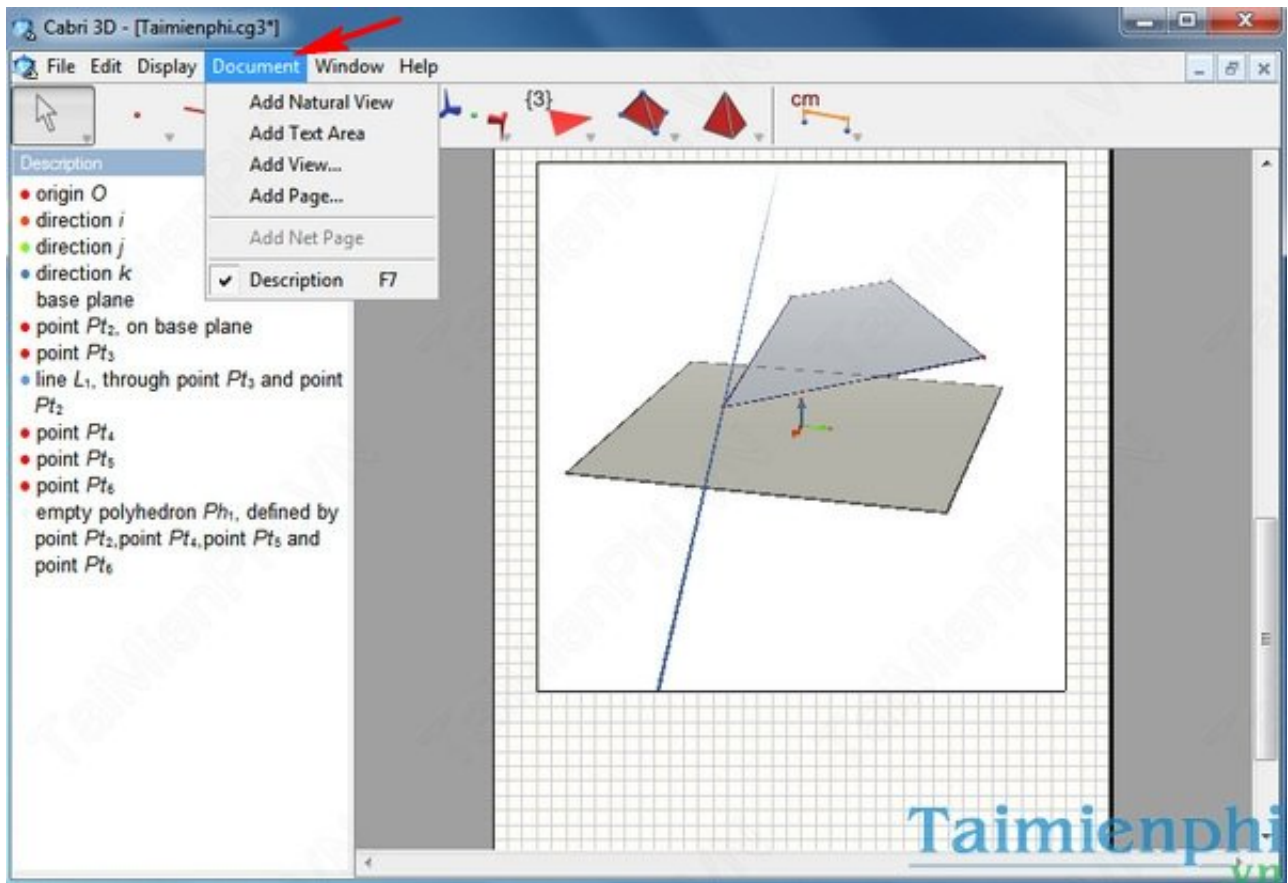 Cabri 3D - [Taimienphi.cg3*]
File Edit Display Document Window Help
Add Natural View
Add Text Area
Add View...
Add Page...
Add Net Page
Description F7
{3}
cm
Description
origin O
direction i
direction j
direction k
base plane
point Pt₂, on base plane
point Pt₃
line L₁, through point Pt₃ and point
Pt₂
point Pt₄
point Pt₅
point Pt₆
empty polyhedron Ph₁, defined by
point Pt₂,point Pt₄,point Pt₅ and
point Pt₆
Taimienphi
.vn